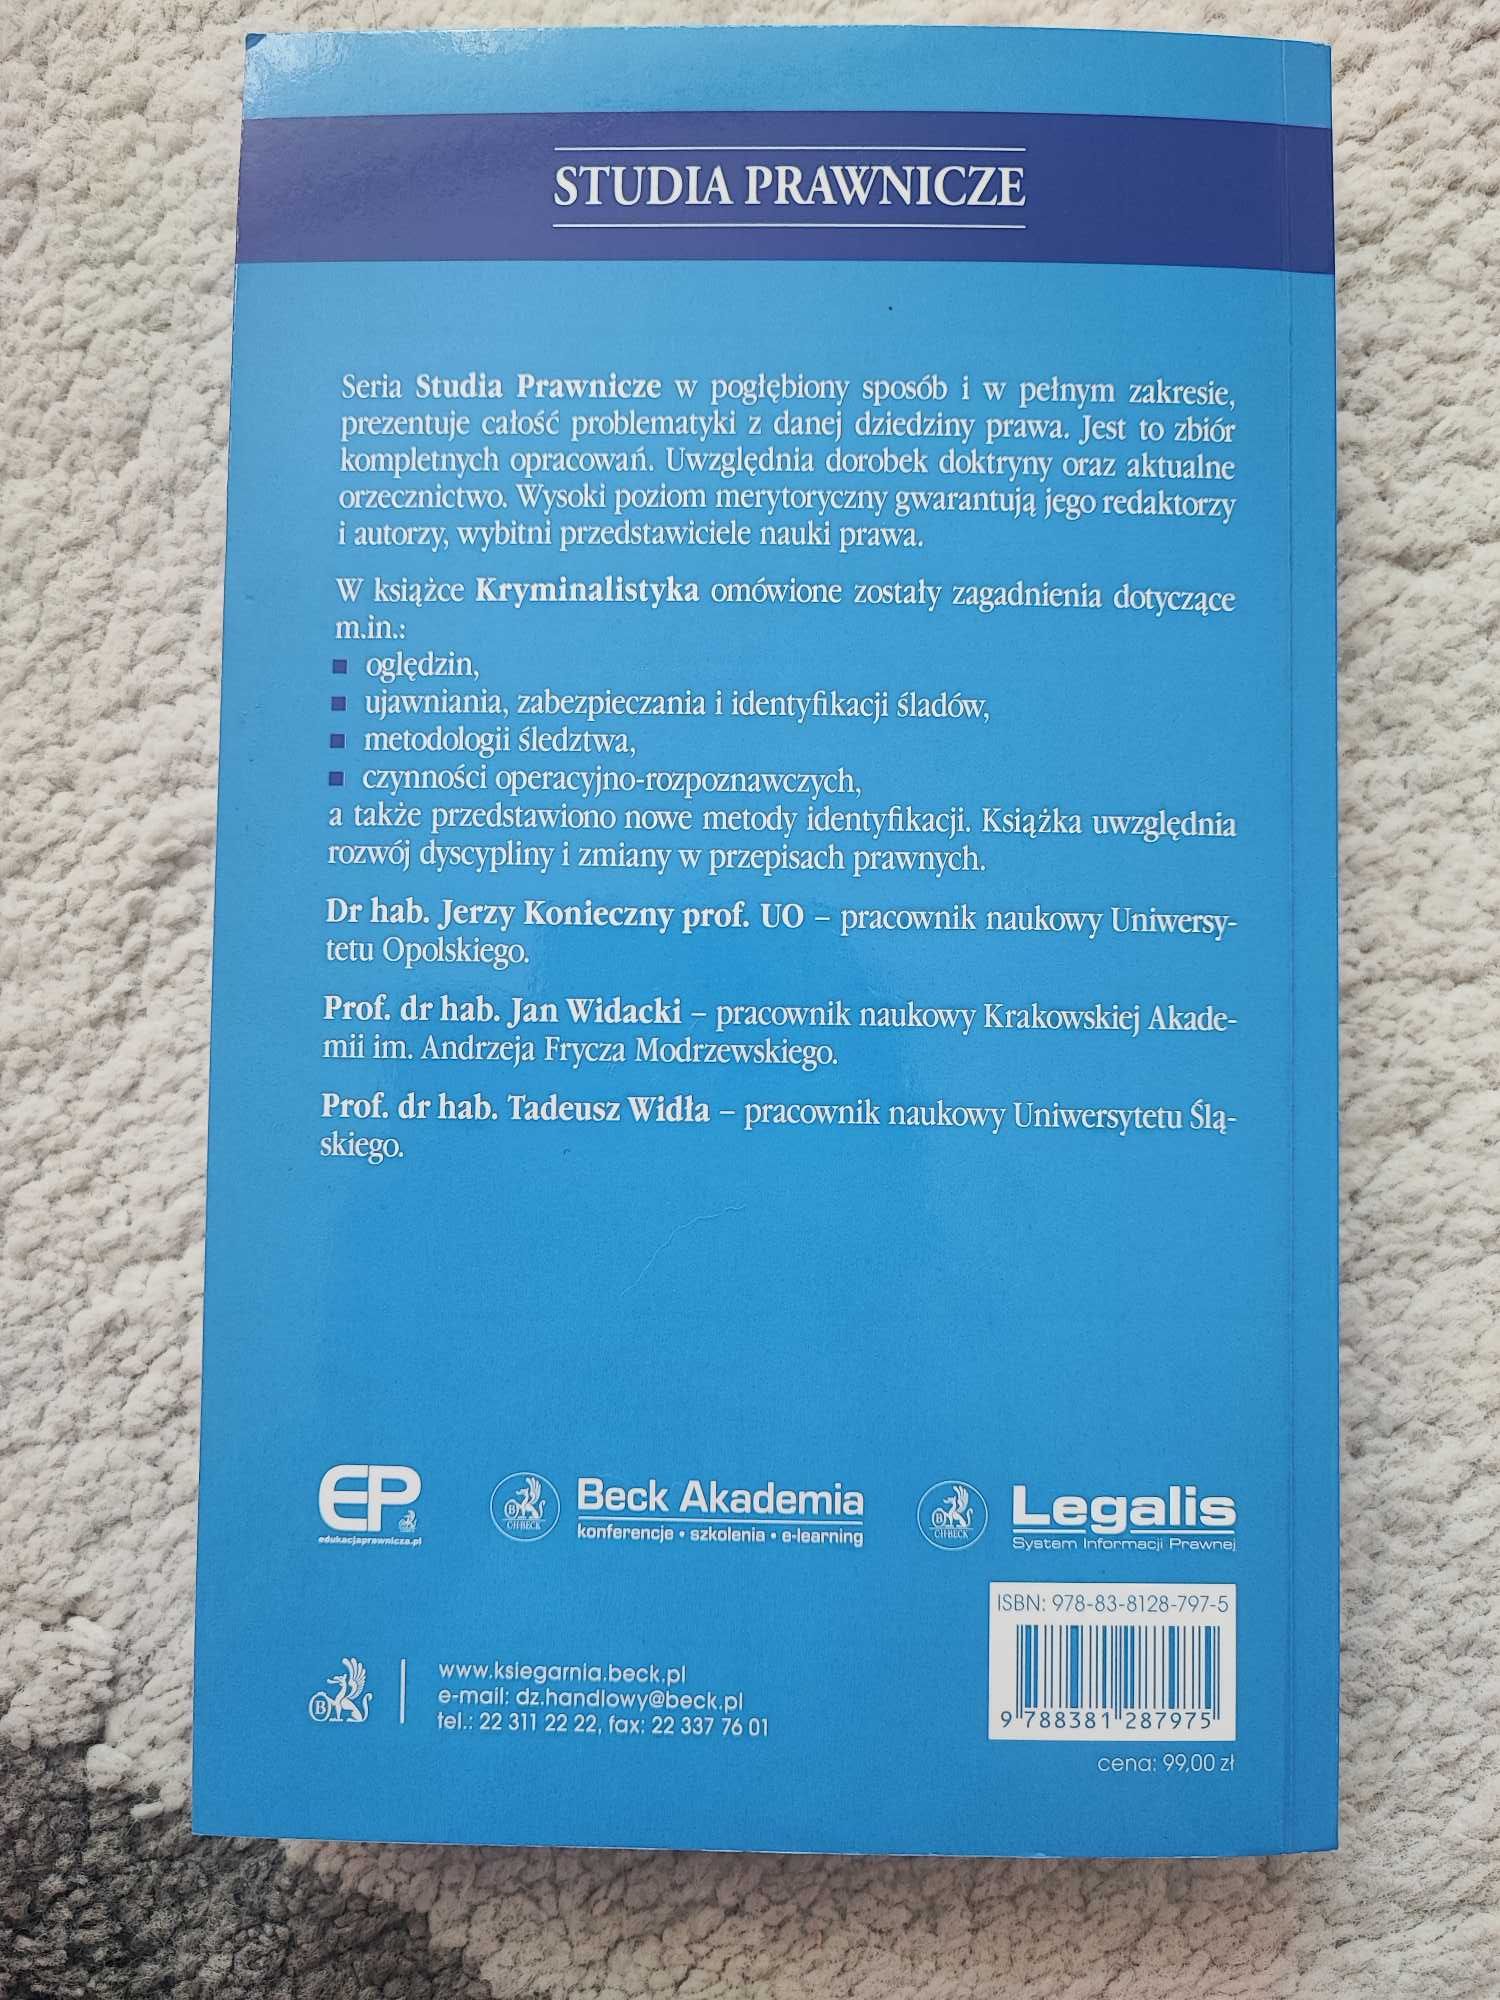 STUDIA PRAWNICZE
Seria Studia Prawnicze w pogłębiony sposób i w pełnym zakresie,
prezentuje całość problematyki z danej dziedziny prawa. Jest to zbiór
kompletnych opracowań. Uwzględnia dorobek doktryny oraz aktualne
orzecznictwo. Wysoki poziom merytoryczny gwarantują jego redaktorzy
i autorzy, wybitni przedstawiciele nauki prawa.
W książce Kryminalistyka omówione zostały zagadnienia dotyczące
m.in.:
■ oględzin,
■ ujawniania, zabezpieczania i identyfikacji śladów,
■ metodologii śledztwa,
■ czynności operacyjno-rozpoznawczych,
a także przedstawiono nowe metody identyfikacji. Książka uwzględnia
rozwój dyscypliny i zmiany w przepisach prawnych.
Dr hab. Jerzy Konieczny prof. UO – pracownik naukowy Uniwersy-
tetu Opolskiego.
Prof. dr hab. Jan Widacki – pracownik naukowy Krakowskiej Akade-
mii im. Andrzeja Frycza Modrzewskiego.
Prof. dr hab. Tadeusz Widła – pracownik naukowy Uniwersytetu Ślą-
skiego.
EP
edukacjaprawnicza.pl
B
C·H·BECK
Beck Akademia
konferencje • szkolenia • e-learning
B
C·H·BECK
Legalis
System Informacji Prawnej
ISBN: 978-83-8128-797-5
9 788381 287975
cena: 99,00 zł
B
www.ksiegarnia.beck.pl
e-mail: dz.handlowy@beck.pl
tel.: 22 311 22 22, fax: 22 337 76 01